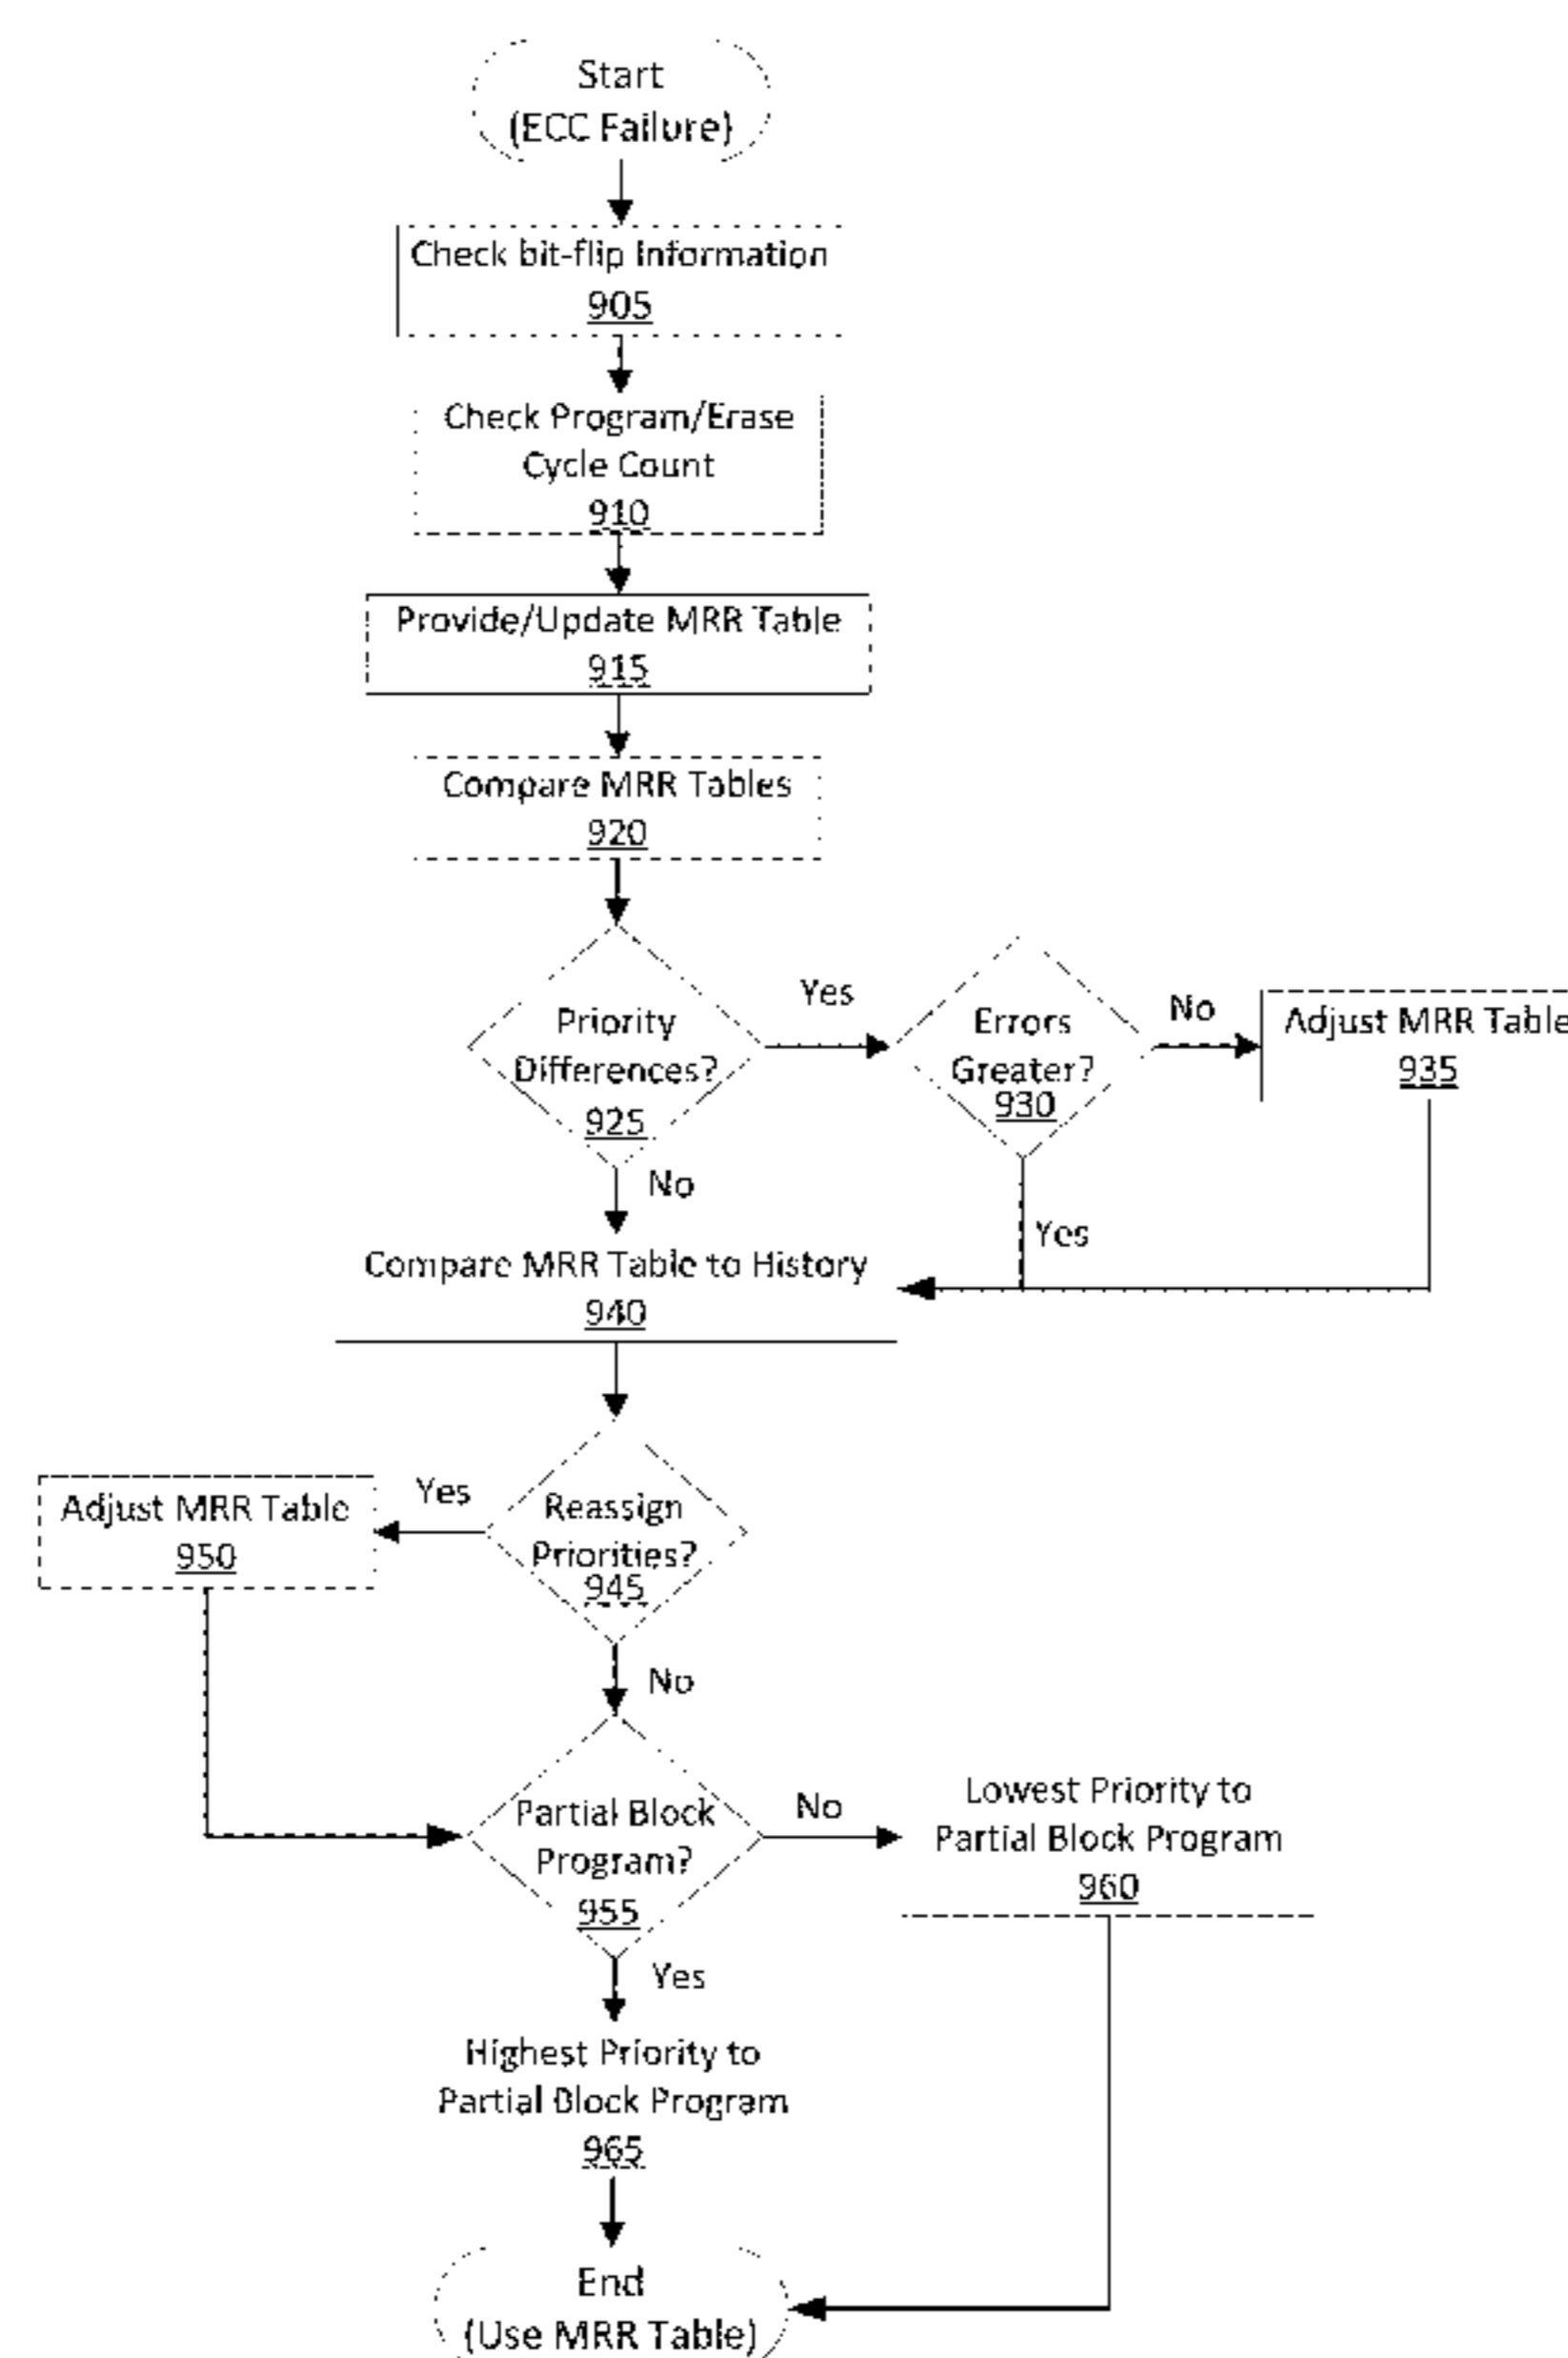 Start
(ECC Failure)
Check bit-flip Information
905
Check Program/Erase
Cycle Count
910
Provide/Update MRR Table
915
Compare MRR Tables
920
Priority
Differences?
925
Yes
No
Errors
Greater?
930
No
Yes
Adjust MRR Table
935
Compare MRR Table to History
940
Reassign
Priorities?
945
Yes
No
Adjust MRR Table
950
Partial Block
Program?
955
No
Yes
Lowest Priority to
Partial Block Program
960
Highest Priority to
Partial Block Program
965
End
(Use MRR Table)